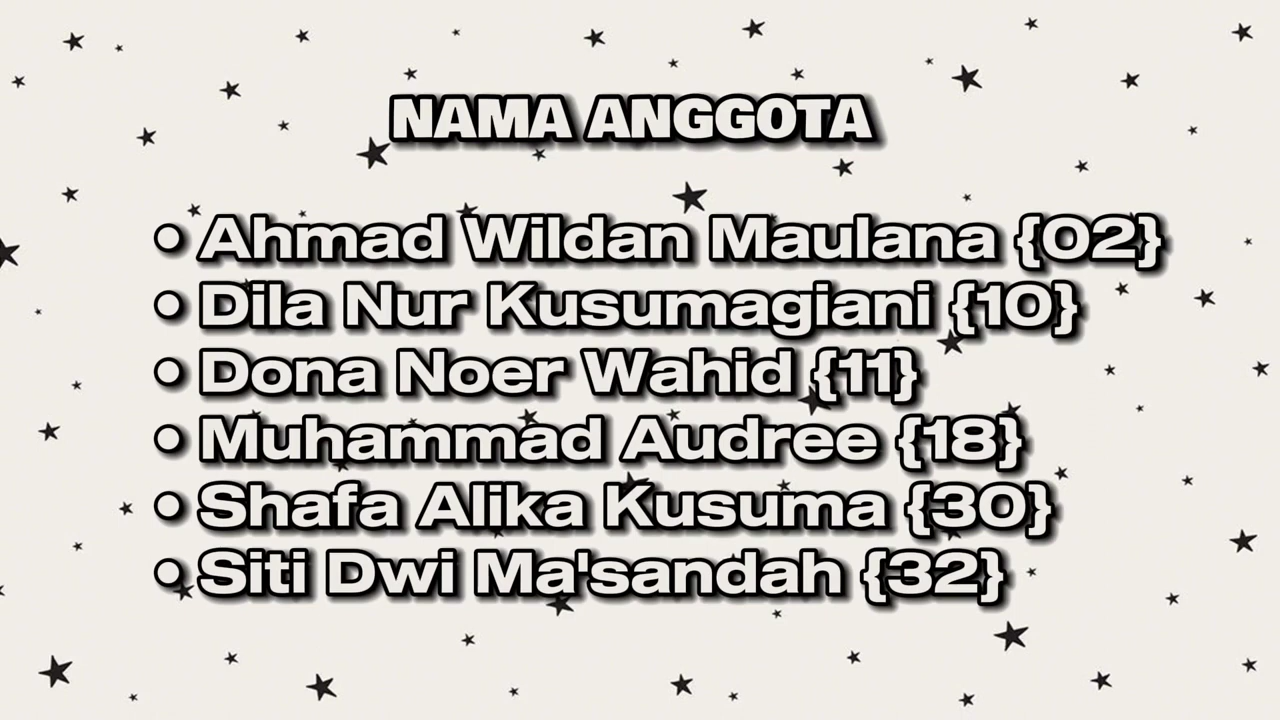 NAMA ANGGOTA
• Ahmad Wildan Maulana {02}
• Dila Nur Kusumagiani {10}
• Dona Noer Wahid {11}
• Muhammad Audree {18}
• Shafa Alika Kusuma {30}
• Siti Dwi Ma'sandah {32}